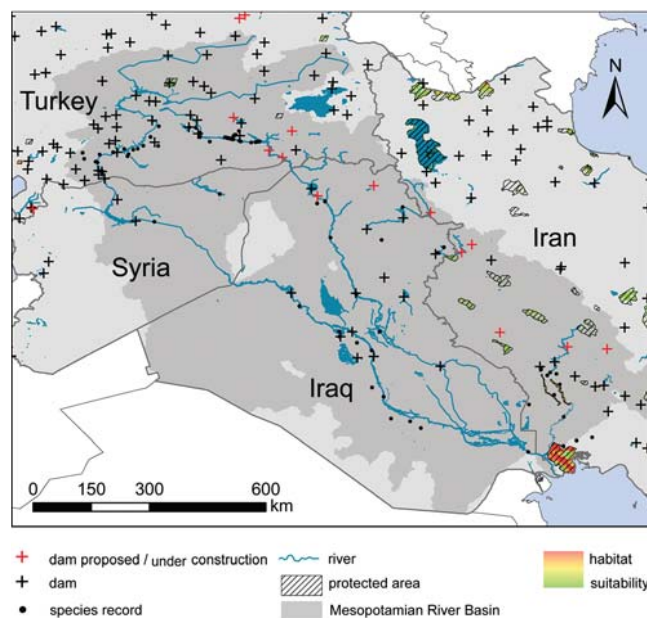 N
Turkey
Iran
Syria
Iraq
0 150 300 600
km
dam proposed / under construction
river
habitat
dam
protected area
suitability
species record
Mesopotamian River Basin